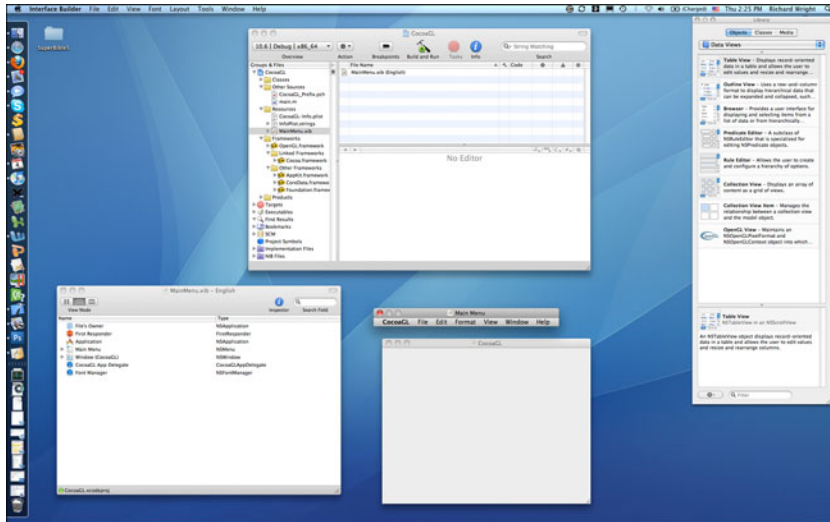 Interface Builder File Edit View Font Layout Tools Window Help
(Charged) Thu 2:25 PM Richard Wright
SuperBible5
CocoaGL
10.6 | Debug | x86_64
Overview Action Breakpoints Build and Run Tasks Info Search
String Matching
Groups & Files
File Name Code
CocoaGL
MainMenu.xib (English)
Classes
Other Sources
CocoaGL_Prefix.pch
main.m
Resources
CocoaGL-Info.plist
InfoPlist.strings
MainMenu.xib
Frameworks
OpenGL.framework
Linked Frameworks
Cocoa.framework
Other Frameworks
AppKit.framework
CoreData.framewo
Foundation.framew
Products
Targets
Executables
Find Results
Bookmarks
SCM
Project Symbols
Implementation Files
NIB Files
No Editor
Library
Objects Classes Media
Data Views
Table View - Displays record-oriented
data in a table and allows the user to
edit values and resize and rearrange...
Outline View - Uses a row-and-column
format to display hierarchical data that
can be expanded and collapsed, such...
Browser - Provides a user interface for
displaying and selecting items from a
list of data or from hierarchically...
Predicate Editor - A subclass of
NSRuleEditor that is specialized for
editing NSPredicate objects.
Rule Editor - Allows the user to create
and configure a hierarchy of options.
Collection View - Displays an array of
content as a grid of views.
Collection View Item - Manages the
relationship between a collection view
and the model object.
OpenGL View - Maintains an
NSOpenGLPixelFormat and
NSOpenGLContext object into which...
Table View
NSTableView in an NSScrollView
An NSTableView object displays record-oriented
data in a table and allows the user to edit values
and resize and rearrange columns.
Filter
MainMenu.xib - English
View Mode Inspector Search Field
Name Type
File's Owner NSApplication
First Responder FirstResponder
Application NSApplication
Main Menu NSMenu
Window (CocoaGL) NSWindow
CocoaGL App Delegate CocoaGLAppDelegate
Font Manager NSFontManager
CocoaGL.xcodeproj
Main Menu
CocoaGL File Edit Format View Window Help
CocoaGL